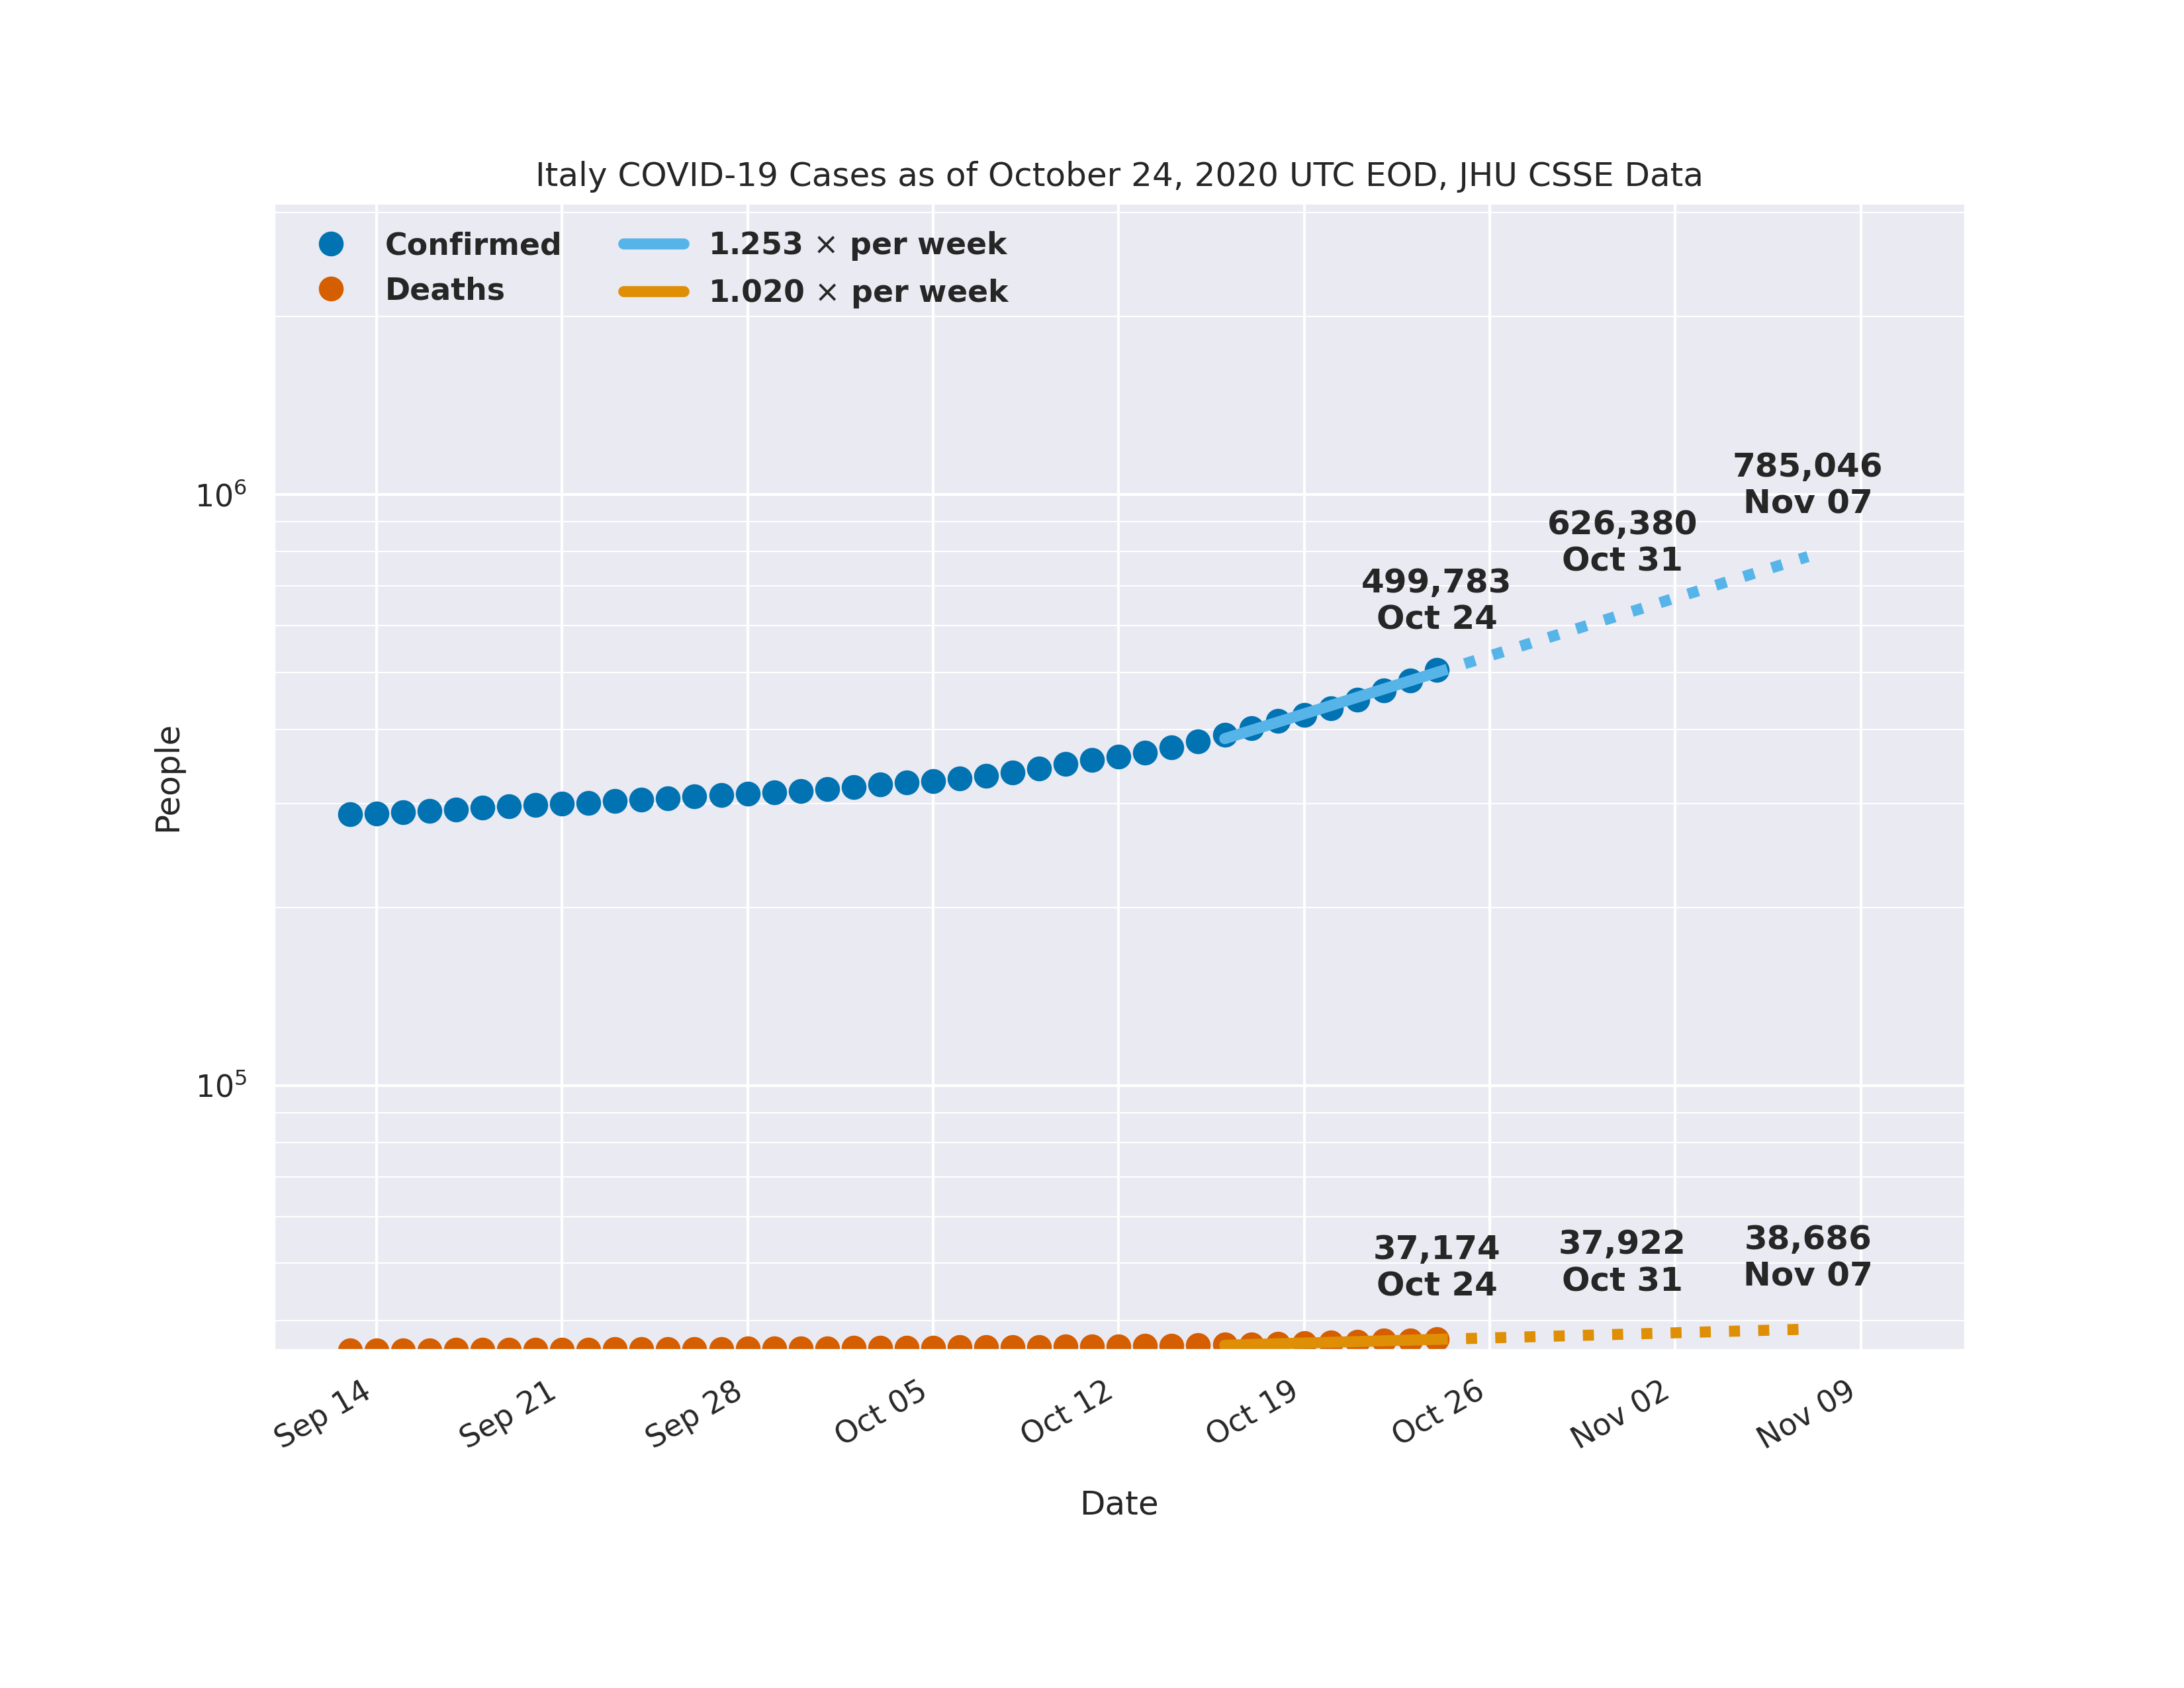 Italy COVID-19 Cases as of October 24, 2020 UTC EOD, JHU CSSE Data
Confirmed
Deaths
1.253 × per week
1.020 × per week
785,046
Nov 07
626,380
Oct 31
499,783
Oct 24
10⁶
10⁵
People
37,174
Oct 24
37,922
Oct 31
38,686
Nov 07
Sep 14
Sep 21
Sep 28
Oct 05
Oct 12
Oct 19
Oct 26
Nov 02
Nov 09
Date